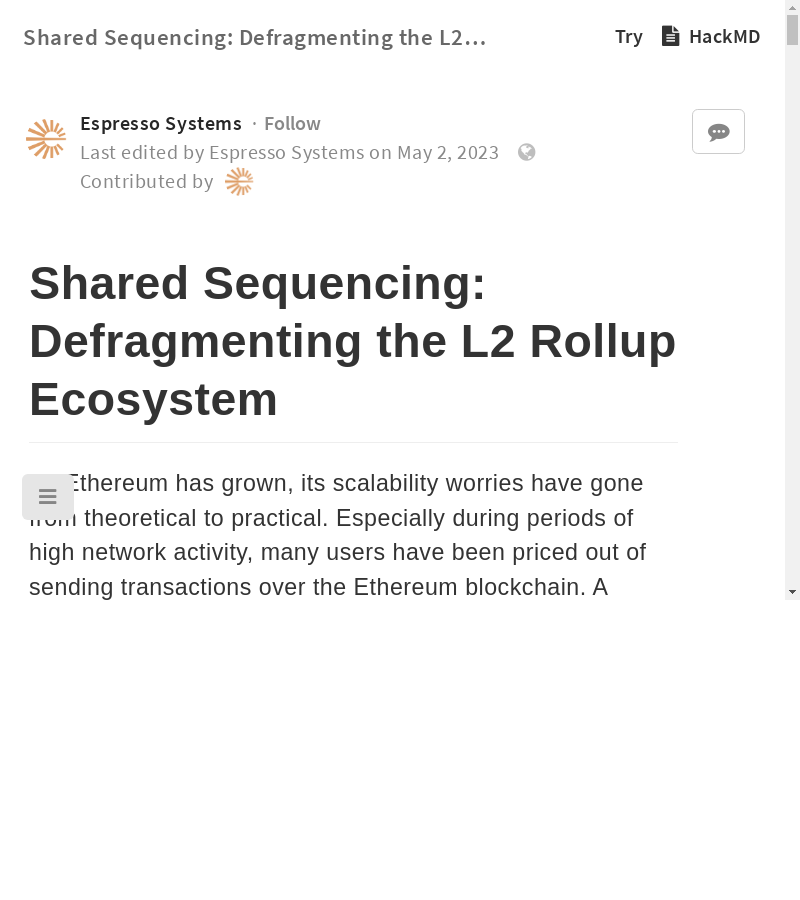 Shared Sequencing: Defragmenting the L2…
Try HackMD
Espresso Systems · Follow
Last edited by Espresso Systems on May 2, 2023
Contributed by
Shared Sequencing:
Defragmenting the L2 Rollup
Ecosystem
Ethereum has grown, its scalability worries have gone
from theoretical to practical. Especially during periods of
high network activity, many users have been priced out of
sending transactions over the Ethereum blockchain. A